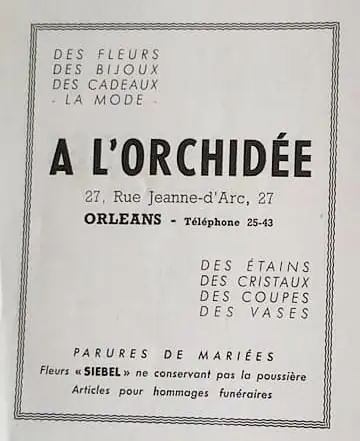 DES FLEURS
DES BIJOUX
DES CADEAUX
- LA MODE -
A L'ORCHIDÉE
27, Rue Jeanne-d'Arc, 27
ORLEANS - Téléphone 25-43
DES ÉTAINS
DES CRISTAUX
DES COUPES
DES VASES
PARURES DE MARIÉES
Fleurs « SIEBEL » ne conservant pas la poussière
Articles pour hommages funéraires